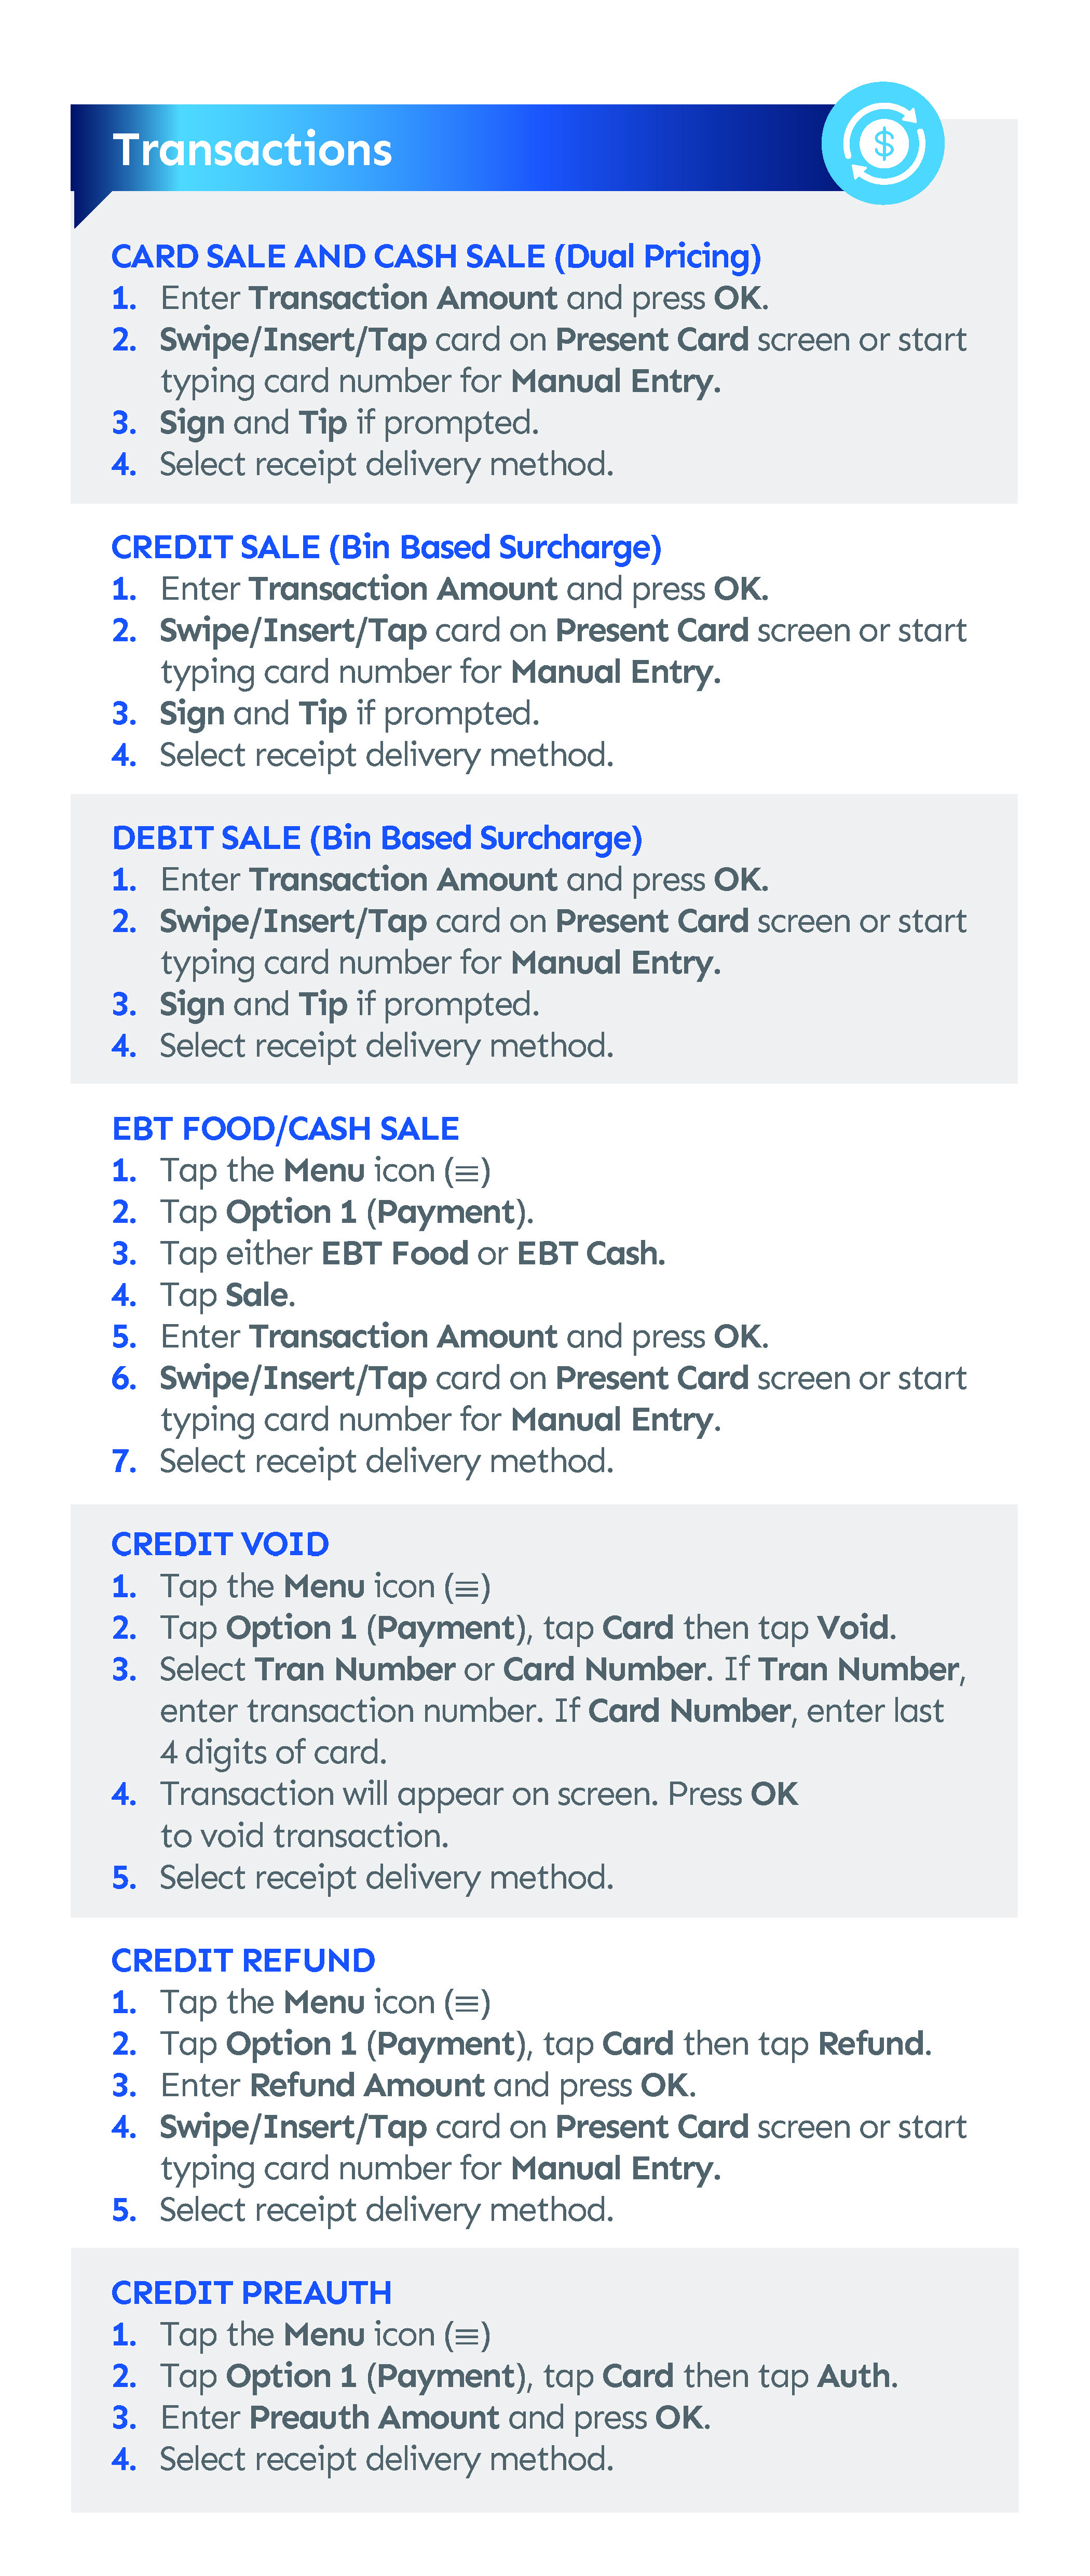 Transactions
$
CARD SALE AND CASH SALE (Dual Pricing)
1. Enter Transaction Amount and press OK.
2. Swipe/Insert/Tap card on Present Card screen or start
typing card number for Manual Entry.
3. Sign and Tip if prompted.
4. Select receipt delivery method.
CREDIT SALE (Bin Based Surcharge)
1. Enter Transaction Amount and press OK.
2. Swipe/Insert/Tap card on Present Card screen or start
typing card number for Manual Entry.
3. Sign and Tip if prompted.
4. Select receipt delivery method.
DEBIT SALE (Bin Based Surcharge)
1. Enter Transaction Amount and press OK.
2. Swipe/Insert/Tap card on Present Card screen or start
typing card number for Manual Entry.
3. Sign and Tip if prompted.
4. Select receipt delivery method.
EBT FOOD/CASH SALE
1. Tap the Menu icon (≡)
2. Tap Option 1 (Payment).
3. Tap either EBT Food or EBT Cash.
4. Tap Sale.
5. Enter Transaction Amount and press OK.
6. Swipe/Insert/Tap card on Present Card screen or start
typing card number for Manual Entry.
7. Select receipt delivery method.
CREDIT VOID
1. Tap the Menu icon (≡)
2. Tap Option 1 (Payment), tap Card then tap Void.
3. Select Tran Number or Card Number. If Tran Number,
enter transaction number. If Card Number, enter last
4 digits of card.
4. Transaction will appear on screen. Press OK
to void transaction.
5. Select receipt delivery method.
CREDIT REFUND
1. Tap the Menu icon (≡)
2. Tap Option 1 (Payment), tap Card then tap Refund.
3. Enter Refund Amount and press OK.
4. Swipe/Insert/Tap card on Present Card screen or start
typing card number for Manual Entry.
5. Select receipt delivery method.
CREDIT PREAUTH
1. Tap the Menu icon (≡)
2. Tap Option 1 (Payment), tap Card then tap Auth.
3. Enter Preauth Amount and press OK.
4. Select receipt delivery method.